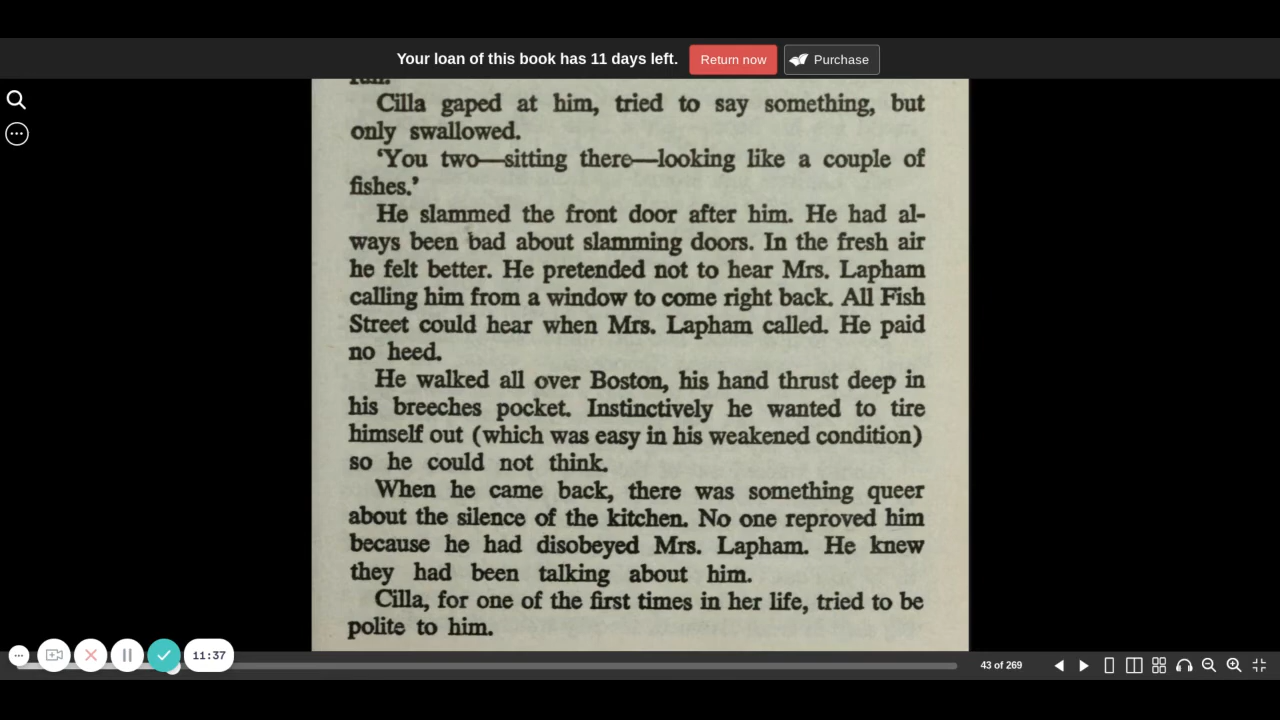 Your loan of this book has 11 days left. Return now Purchase
Cilla gaped at him, tried to say something, but
only swallowed.
‘You two—sitting there—looking like a couple of
fishes.’
He slammed the front door after him. He had al-
ways been bad about slamming doors. In the fresh air
he felt better. He pretended not to hear Mrs. Lapham
calling him from a window to come right back. All Fish
Street could hear when Mrs. Lapham called. He paid
no heed.
He walked all over Boston, his hand thrust deep in
his breeches pocket. Instinctively he wanted to tire
himself out (which was easy in his weakened condition)
so he could not think.
When he came back, there was something queer
about the silence of the kitchen. No one reproved him
because he had disobeyed Mrs. Lapham. He knew
they had been talking about him.
Cilla, for one of the first times in her life, tried to be
polite to him.
11:37
43 of 269